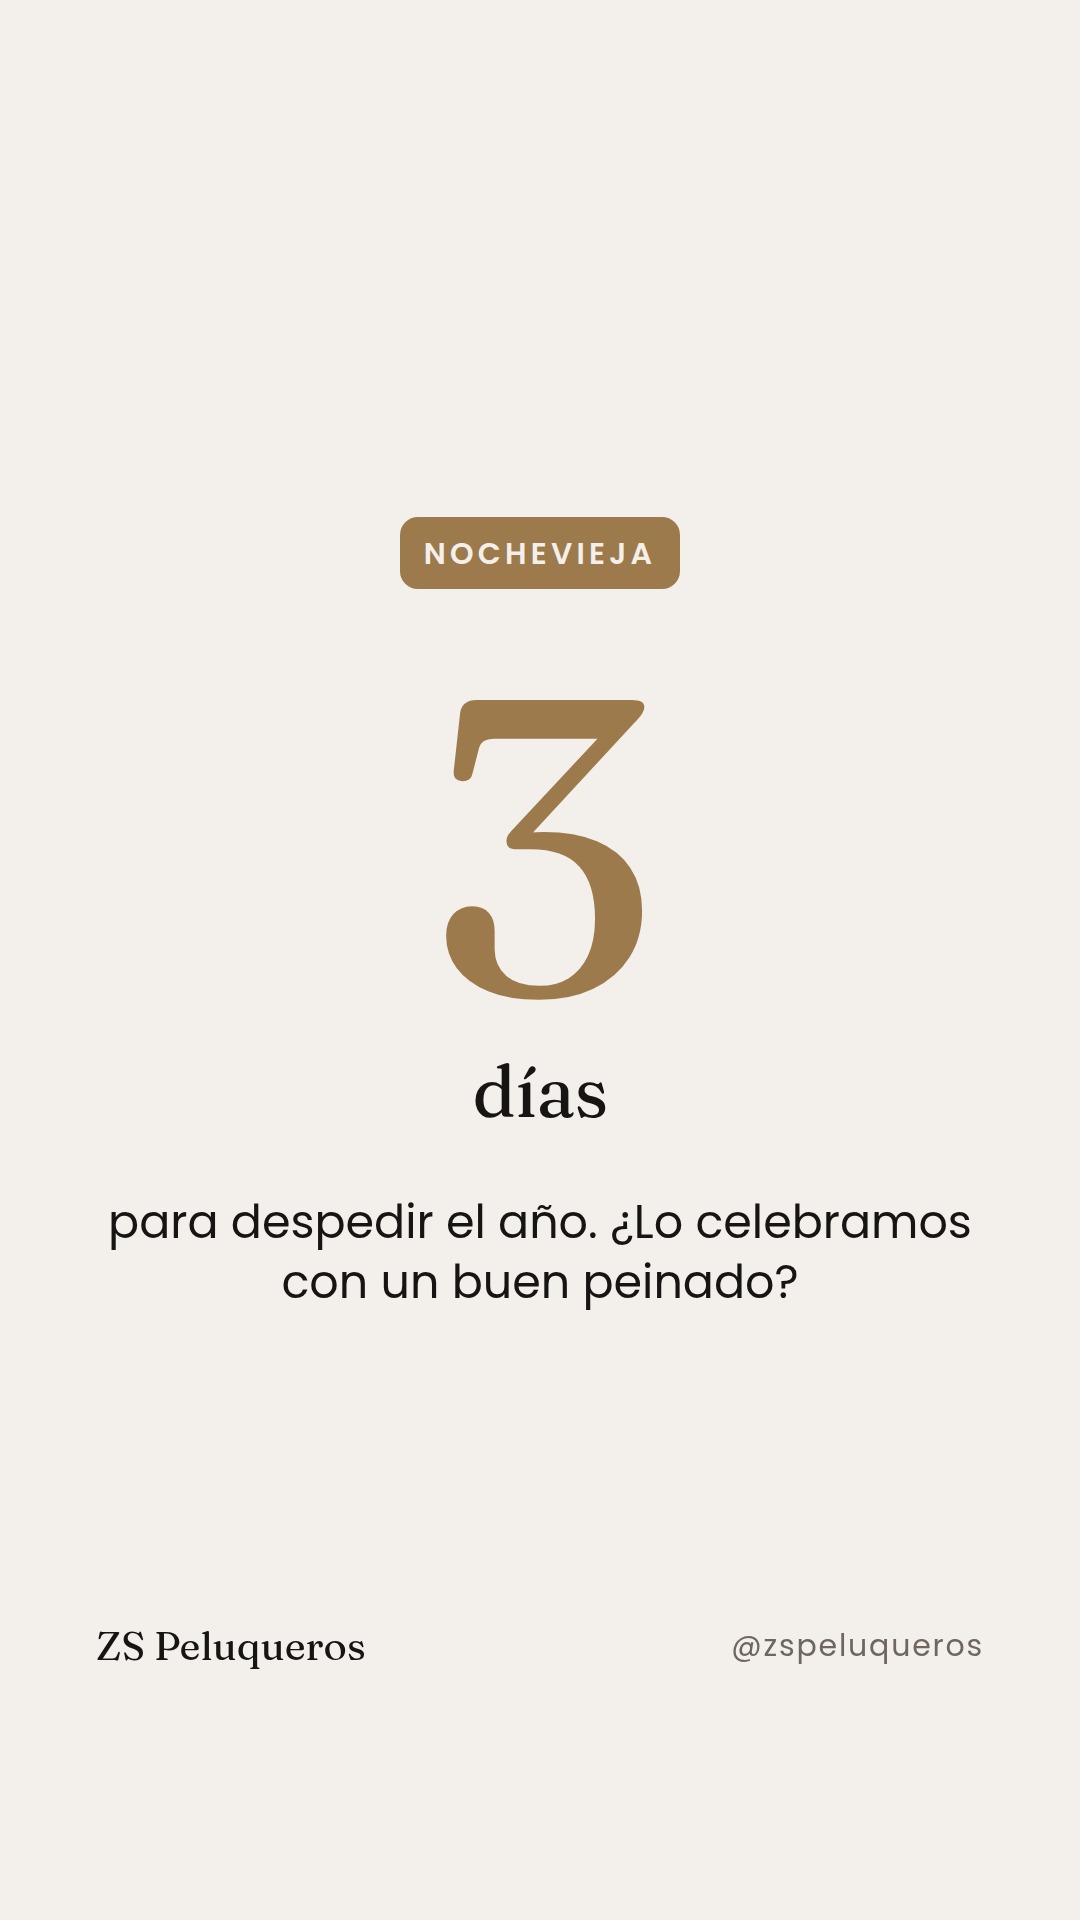 NOCHEVIEJA
3
días
para despedir el año. ¿Lo celebramos
con un buen peinado?
ZS Peluqueros
@zspeluqueros